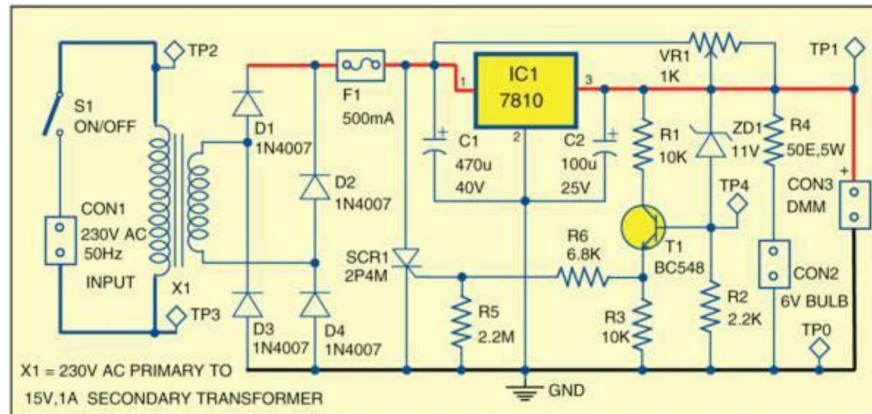 TP2
S1
ON/OFF
CON1
230V AC
50Hz
INPUT
X1
TP3
D1
1N4007
D2
1N4007
D3
1N4007
D4
1N4007
F1
500mA
C1
470u
40V
+
1
IC1
7810
3
2
C2
100u
25V
+
VR1
1K
TP1
R1
10K
ZD1
11V
R4
50E,5W
+
CON3
DMM
TP4
T1
BC548
R6
6.8K
SCR1
2P4M
R5
2.2M
R3
10K
R2
2.2K
CON2
6V BULB
TP0
GND
X1 = 230V AC PRIMARY TO
15V,1A SECONDARY TRANSFORMER